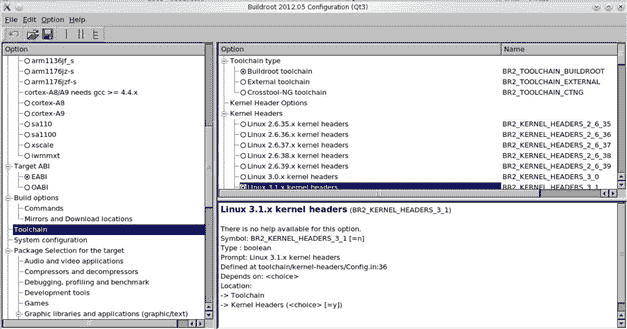 Buildroot 2012.05 Configuration (Qt3)
File Edit Option Help
Option
arm1136jf_s
arm1176jz-s
arm1176jzf-s
cortex-A8/A9 needs gcc >= 4.4.x
cortex-A8
cortex-A9
sa110
sa1100
xscale
iwmmxt
Target ABI
EABI
OABI
Build options
Commands
Mirrors and Download locations
Toolchain
System configuration
Package Selection for the target
Audio and video applications
Compressors and decompressors
Debugging, profiling and benchmark
Development tools
Games
Graphic libraries and applications (graphic/text)
Option Name
Toolchain type
Buildroot toolchain BR2_TOOLCHAIN_BUILDROOT
External toolchain BR2_TOOLCHAIN_EXTERNAL
Crosstool-NG toolchain BR2_TOOLCHAIN_CTNG
Kernel Header Options
Kernel Headers
Linux 2.6.35.x kernel headers BR2_KERNEL_HEADERS_2_6_35
Linux 2.6.36.x kernel headers BR2_KERNEL_HEADERS_2_6_36
Linux 2.6.37.x kernel headers BR2_KERNEL_HEADERS_2_6_37
Linux 2.6.38.x kernel headers BR2_KERNEL_HEADERS_2_6_38
Linux 2.6.39.x kernel headers BR2_KERNEL_HEADERS_2_6_39
Linux 3.0.x kernel headers BR2_KERNEL_HEADERS_3_0
Linux 3.1.x kernel headers BR2_KERNEL_HEADERS_3_1
Linux 3.1.x kernel headers (BR2_KERNEL_HEADERS_3_1)
There is no help available for this option.
Symbol: BR2_KERNEL_HEADERS_3_1 [=n]
Type : boolean
Prompt: Linux 3.1.x kernel headers
Defined at toolchain/kernel-headers/Config.in:36
Depends on: <choice>
Location:
-> Toolchain
-> Kernel Headers (<choice> [=y])